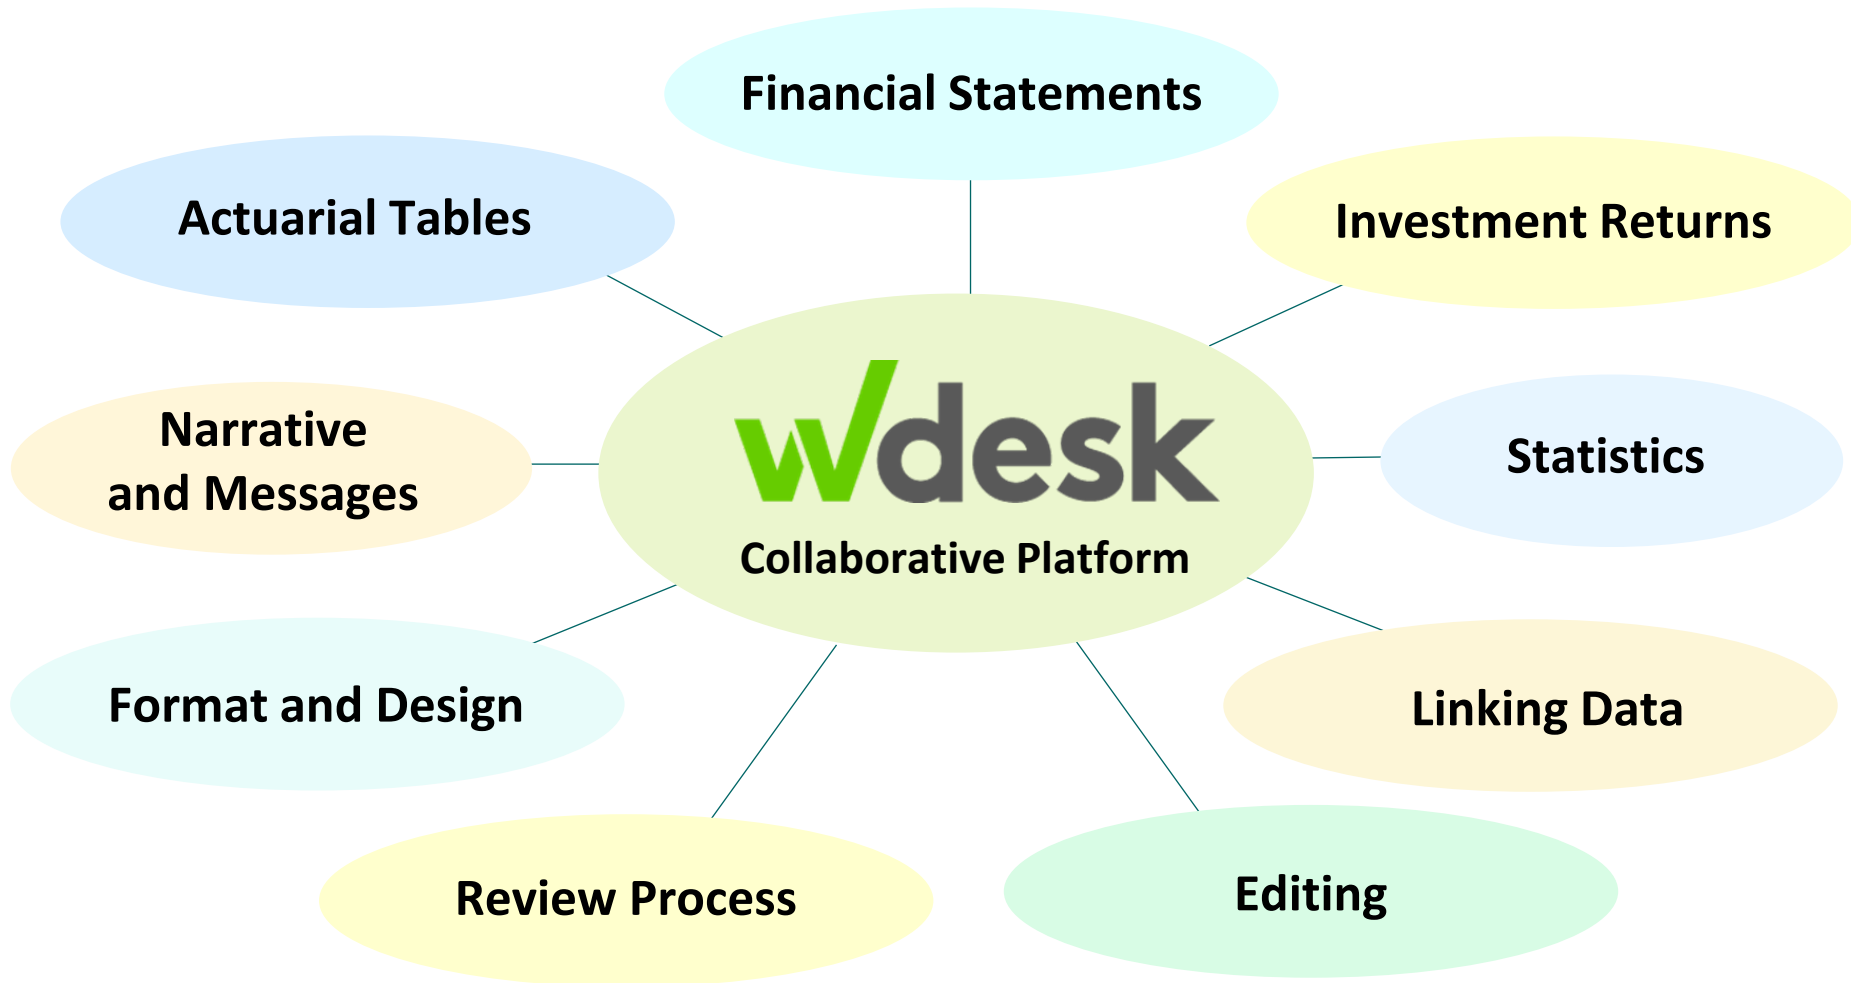 Financial Statements
Actuarial Tables
Investment Returns
Narrative
and Messages
wdesk
Collaborative Platform
Statistics
Format and Design
Linking Data
Review Process
Editing